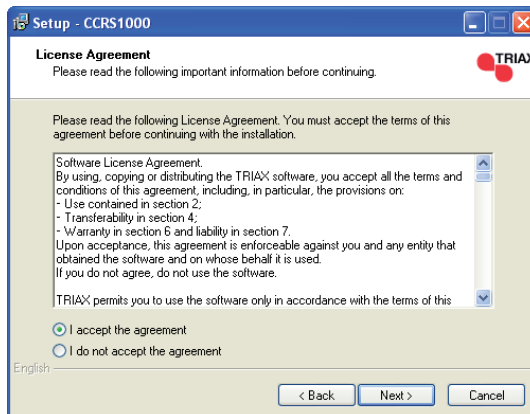 Setup - CCRS1000
License Agreement
Please read the following important information before continuing.
TRIAX
Please read the following License Agreement. You must accept the terms of this
agreement before continuing with the installation.
Software License Agreement.
By using, copying or distributing the TRIAX software, you accept all the terms and
conditions of this agreement, including, in particular, the provisions on:
- Use contained in section 2;
- Transferability in section 4;
- Warranty in section 6 and liability in section 7.
Upon acceptance, this agreement is enforceable against you and any entity that
obtained the software and on whose behalf it is used.
If you do not agree, do not use the software.
TRIAX permits you to use the software only in accordance with the terms of this
I accept the agreement
I do not accept the agreement
English
< Back
Next >
Cancel